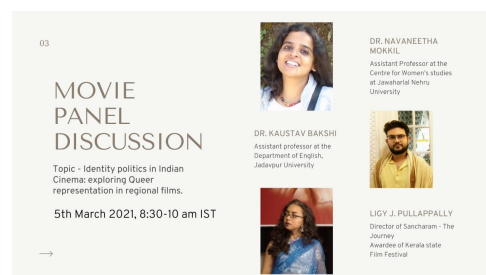 03
MOVIE
PANEL
DISCUSSION
Topic - Identity politics in Indian
Cinema: exploring Queer
representation in regional films.
5th March 2021, 8:30-10 am IST
DR. NAVANEETHA
MOKKIL
Assistant Professor at the
Centre for Women's studies
at Jawaharlal Nehru
University
DR. KAUSTAV BAKSHI
Assistant professor at the
Department of English,
Jadavpur University
LIGY J. PULLAPPALLY
Director of Sancharam - The
Journey
Awardee of Kerala state
Film Festival